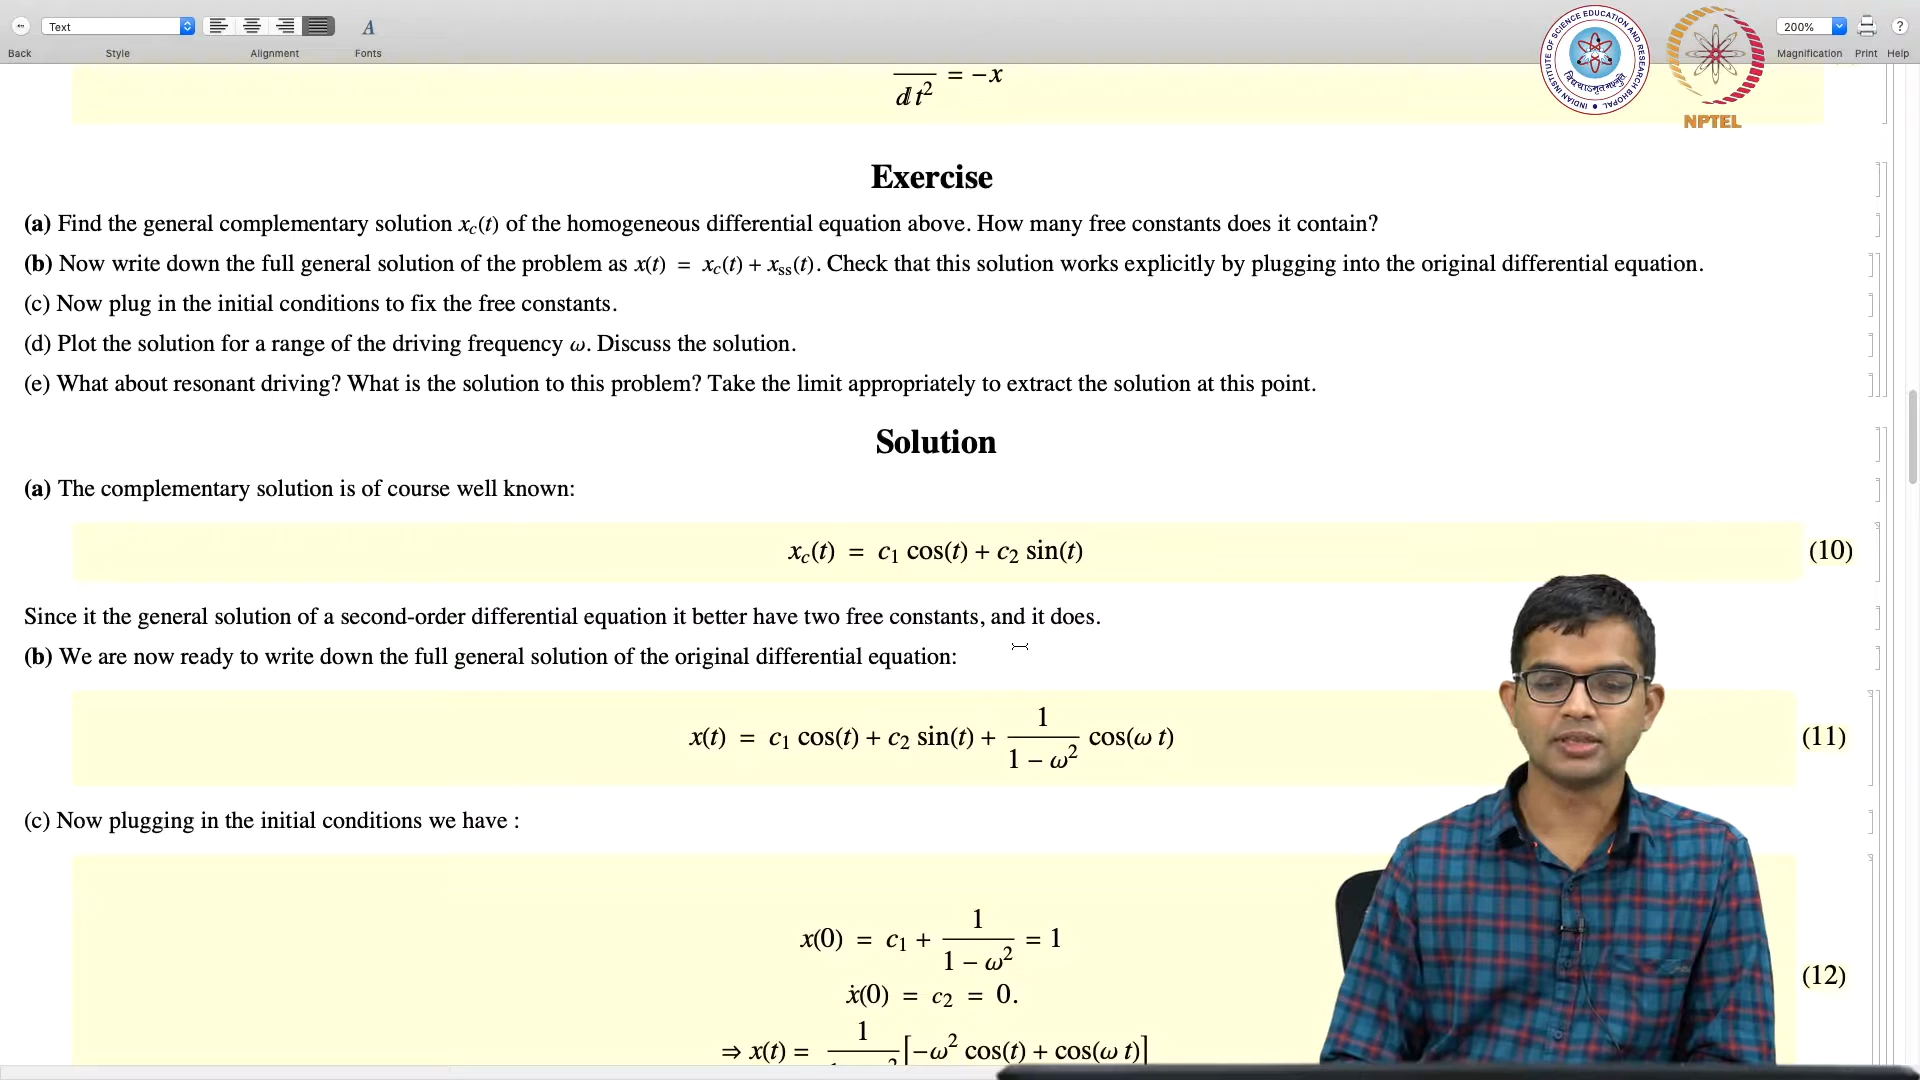 Text
200%
?
Back
Style
Alignment
Fonts
Magnification
Print
Help
INDIAN INSTITUTE OF SCIENCE EDUCATION AND RESEARCH BHOPAL
NPTEL
dt² = −x
Exercise
(a) Find the general complementary solution x_c(t) of the homogeneous differential equation above. How many free constants does it contain?
(b) Now write down the full general solution of the problem as x(t) = x_c(t) + x_ss(t). Check that this solution works explicitly by plugging into the original differential equation.
(c) Now plug in the initial conditions to fix the free constants.
(d) Plot the solution for a range of the driving frequency ω. Discuss the solution.
(e) What about resonant driving? What is the solution to this problem? Take the limit appropriately to extract the solution at this point.
Solution
(a) The complementary solution is of course well known:
x_c(t) = c₁ cos(t) + c₂ sin(t) (10)
Since it the general solution of a second-order differential equation it better have two free constants, and it does.
(b) We are now ready to write down the full general solution of the original differential equation:
x(t) = c₁ cos(t) + c₂ sin(t) + 1/(1 − ω²) cos(ω t) (11)
(c) Now plugging in the initial conditions we have :
x(0) = c₁ + 1/(1 − ω²) = 1
ẋ(0) = c₂ = 0. (12)
⇒ x(t) = 1 [−ω² cos(t) + cos(ω t)]